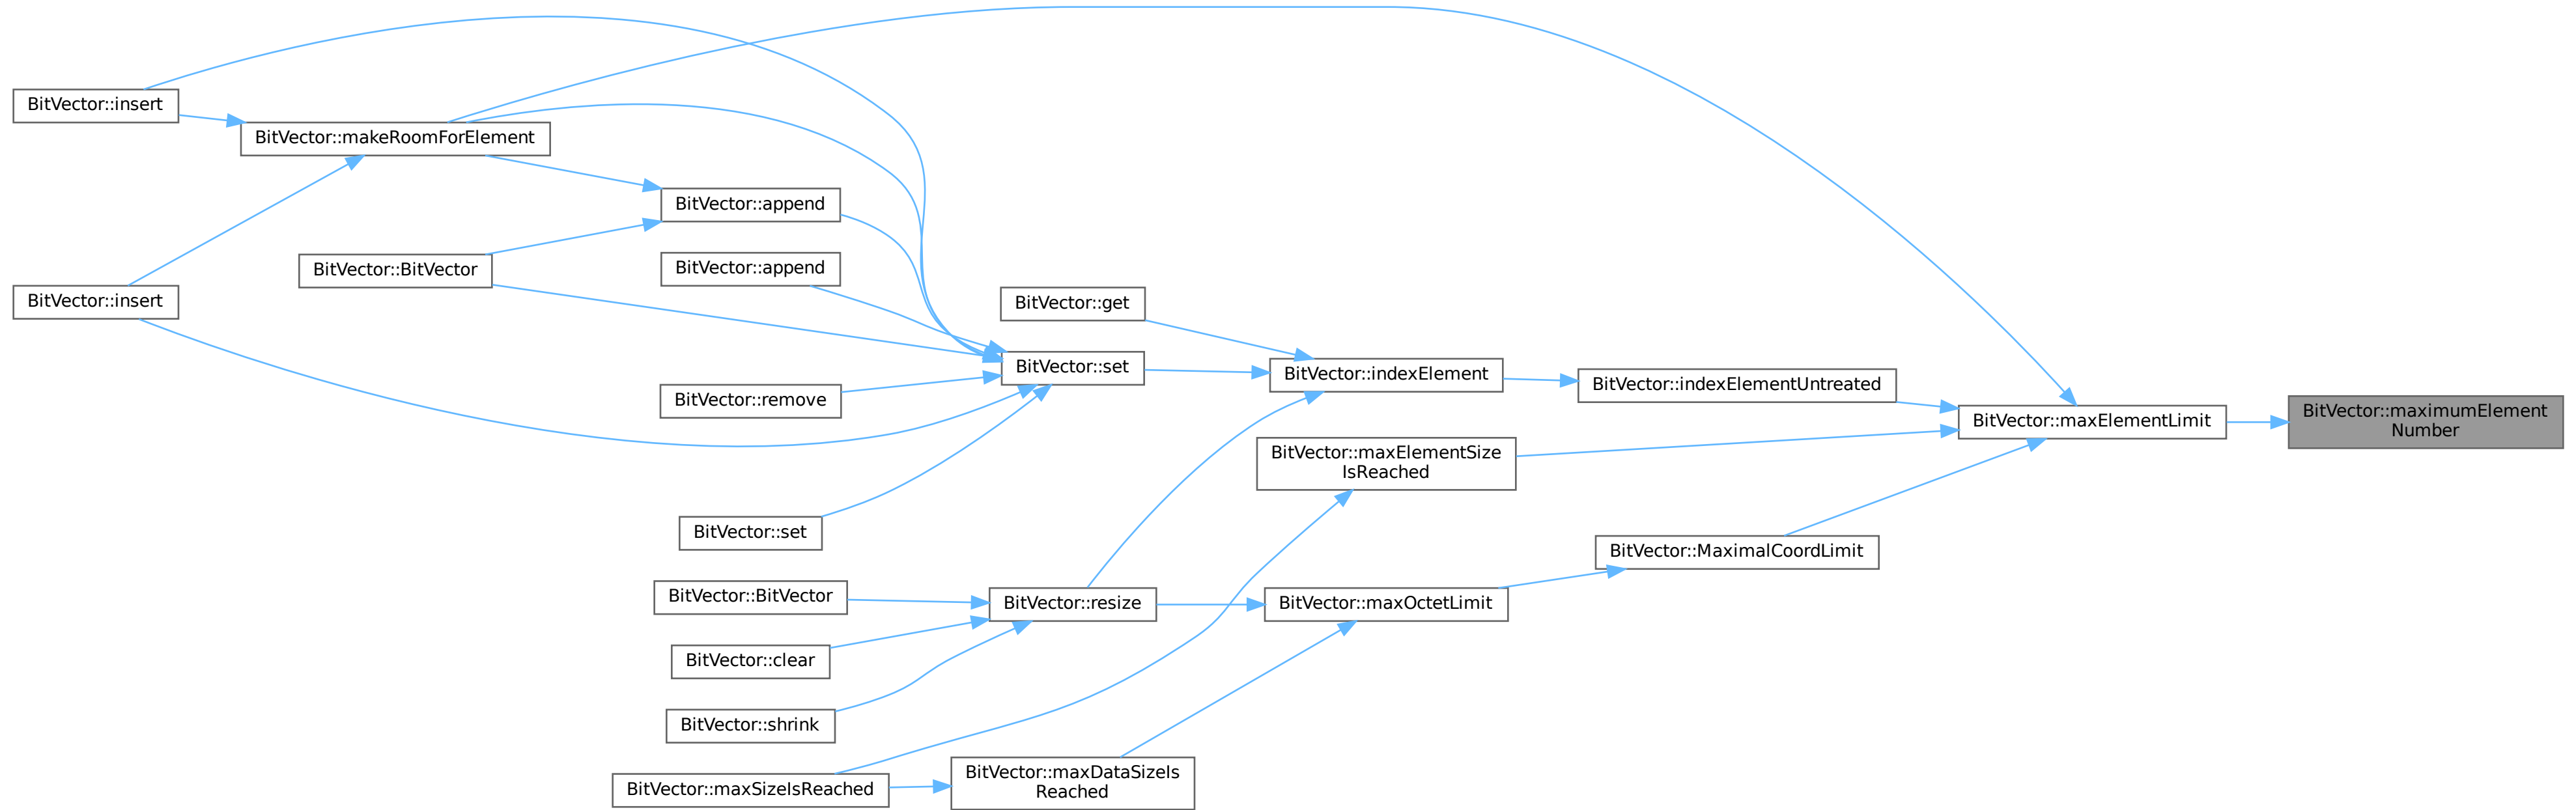 BitVector::insert
BitVector::makeRoomForElement
BitVector::append
BitVector::BitVector
BitVector::append
BitVector::insert
BitVector::get
BitVector::set
BitVector::indexElement
BitVector::indexElementUntreated
BitVector::remove
BitVector::maxElementLimit
BitVector::maximumElement
Number
BitVector::maxElementSize
IsReached
BitVector::set
BitVector::MaximalCoordLimit
BitVector::BitVector
BitVector::resize
BitVector::maxOctetLimit
BitVector::clear
BitVector::shrink
BitVector::maxSizeIsReached
BitVector::maxDataSizeIs
Reached